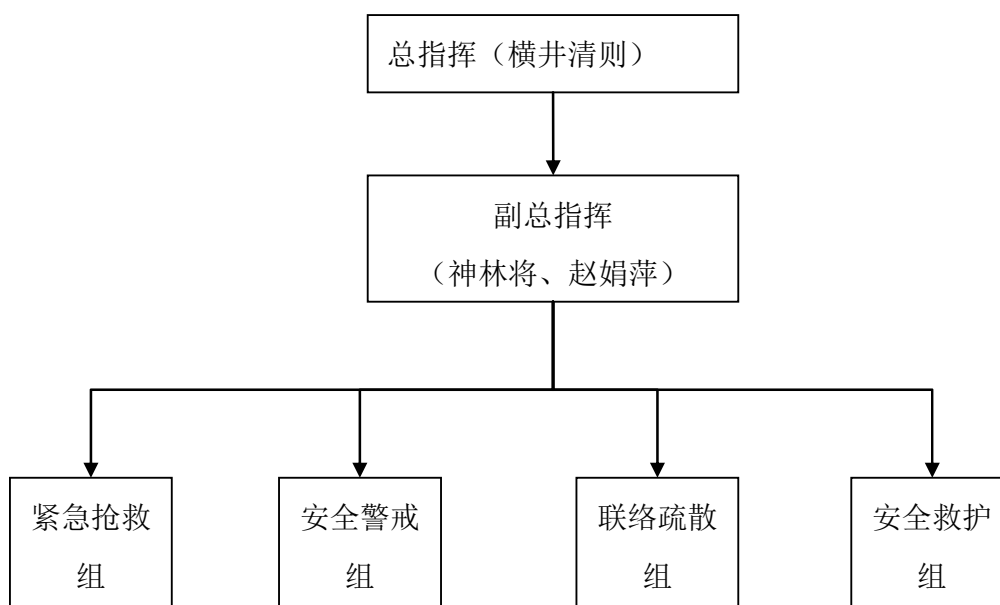 总指挥（横井清则）
副总指挥
（神林将、赵娟萍）
紧急抢救
组
安全警戒
组
联络疏散
组
安全救护
组